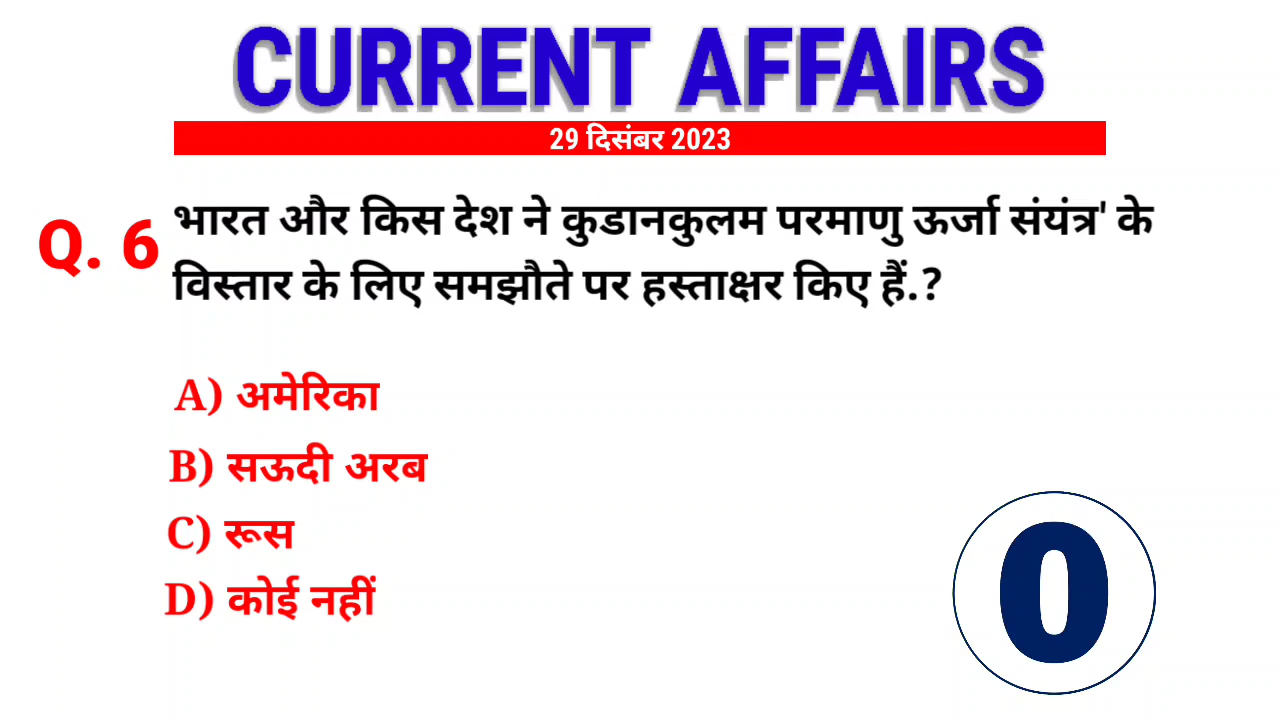 CURRENT AFFAIRS
29 दिसंबर 2023
Q. 6 भारत और किस देश ने कुडानकुलम परमाणु ऊर्जा संयंत्र' के
विस्तार के लिए समझौते पर हस्ताक्षर किए हैं.?
A) अमेरिका
B) सऊदी अरब
C) रूस
D) कोई नहीं
0